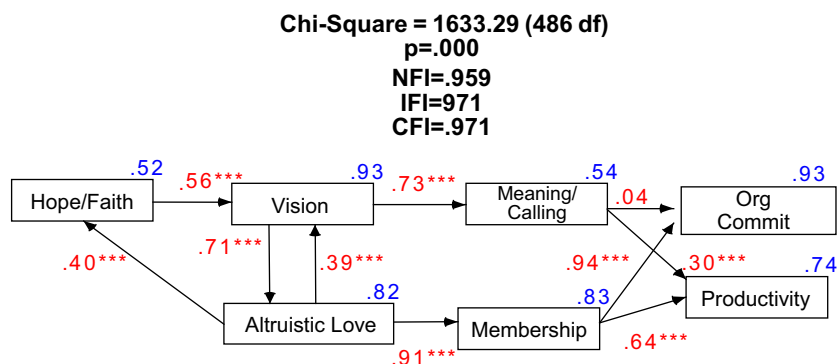 Chi-Square = 1633.29 (486 df)
p=.000
NFI=.959
IFI=971
CFI=.971
.52
.93
.54
.93
Hope/Faith
.56***
Vision
.73***
Meaning/
Calling
.04
Org
Commit
.40***
.71***
.39***
.94***
.30***
.74
.82
.83
Altruistic Love
.91***
Membership
.64***
Productivity